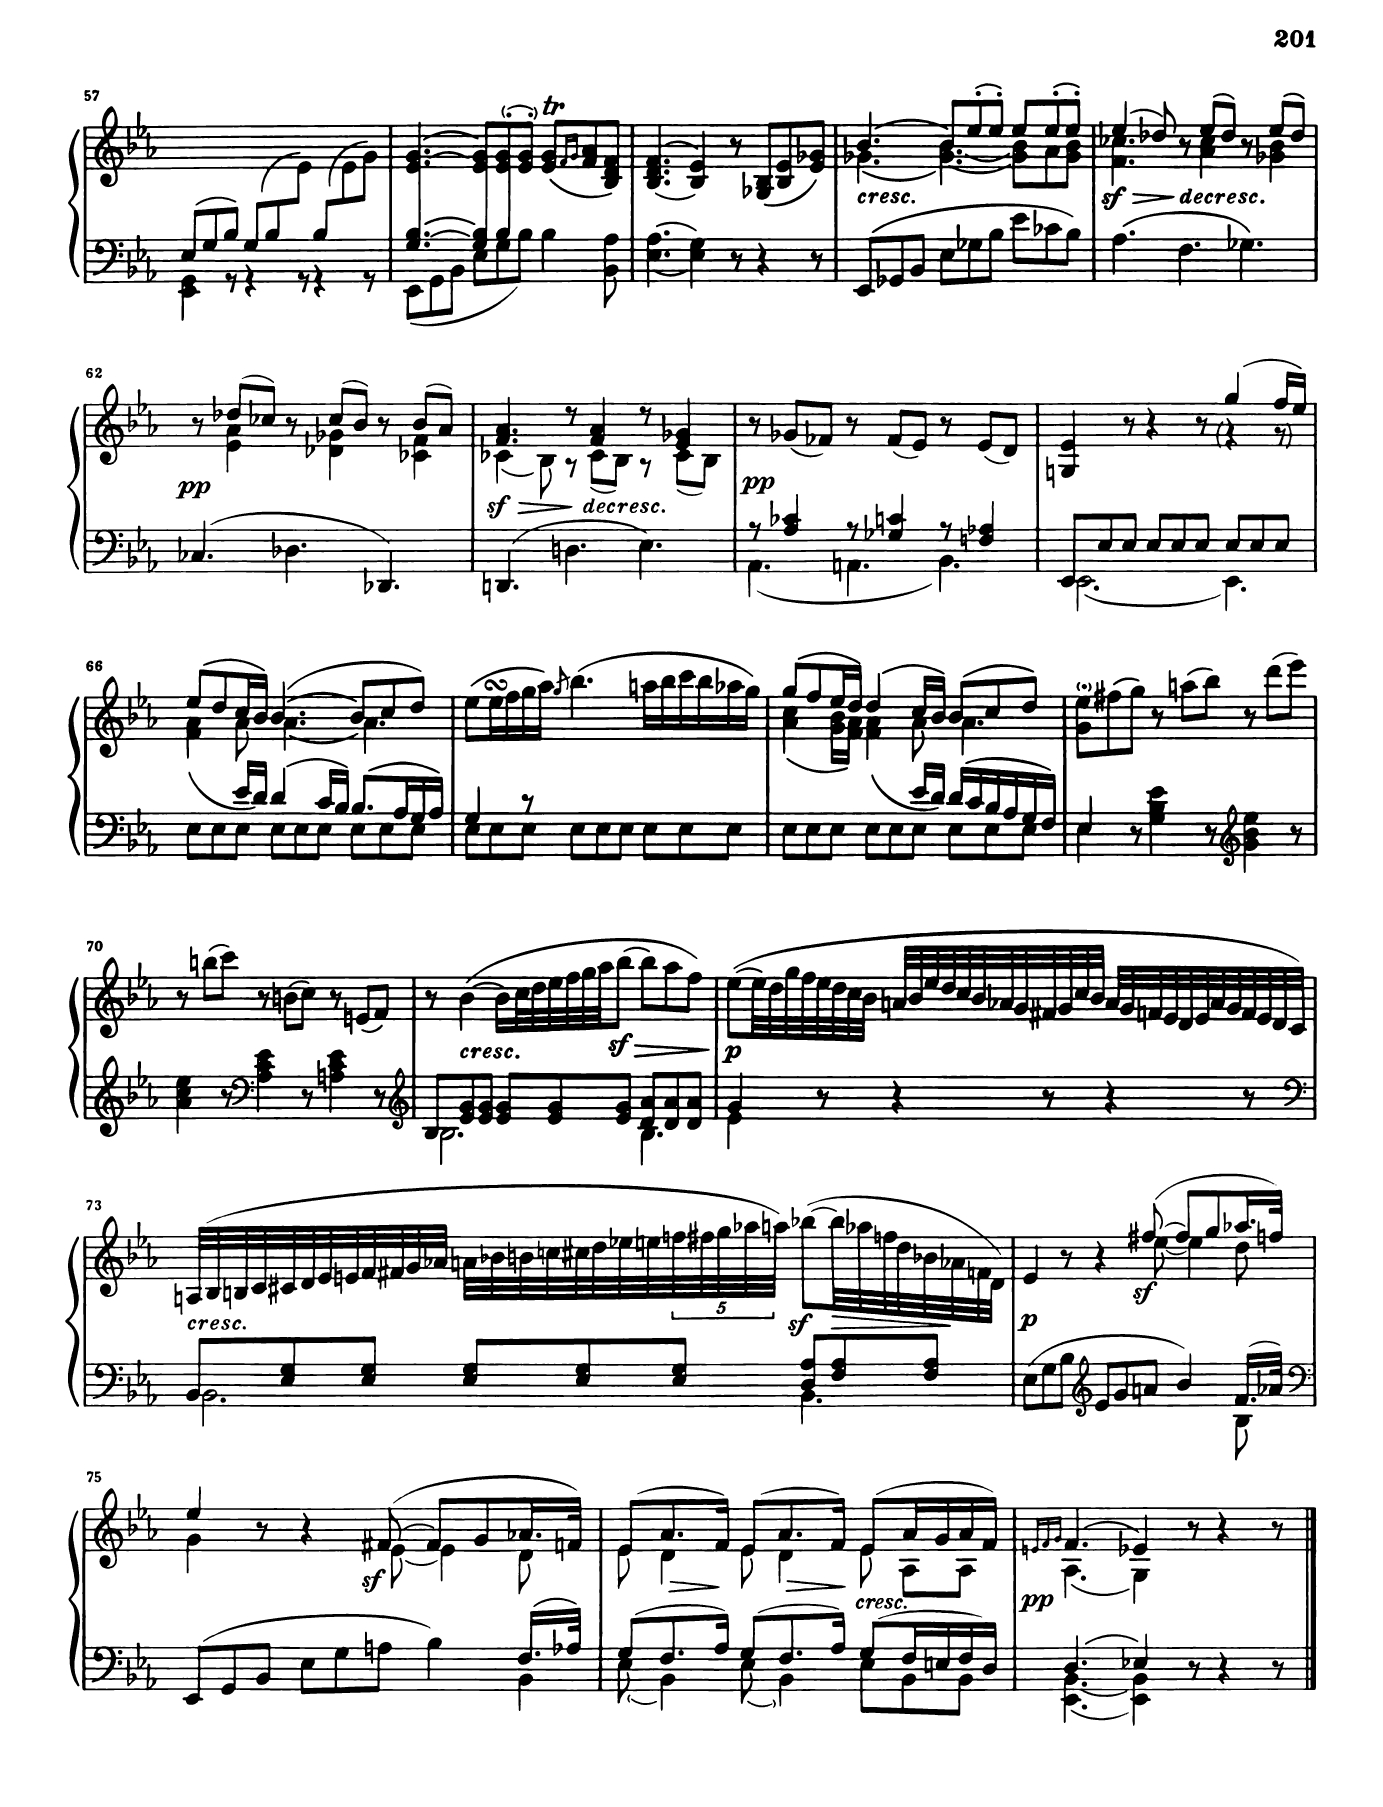 201
57
tr
cresc.
sf decresc.
62
pp sf decresc. pp
66
70
cresc. sf p
73
cresc. 5 sf p sf
75
sf cresc. pp